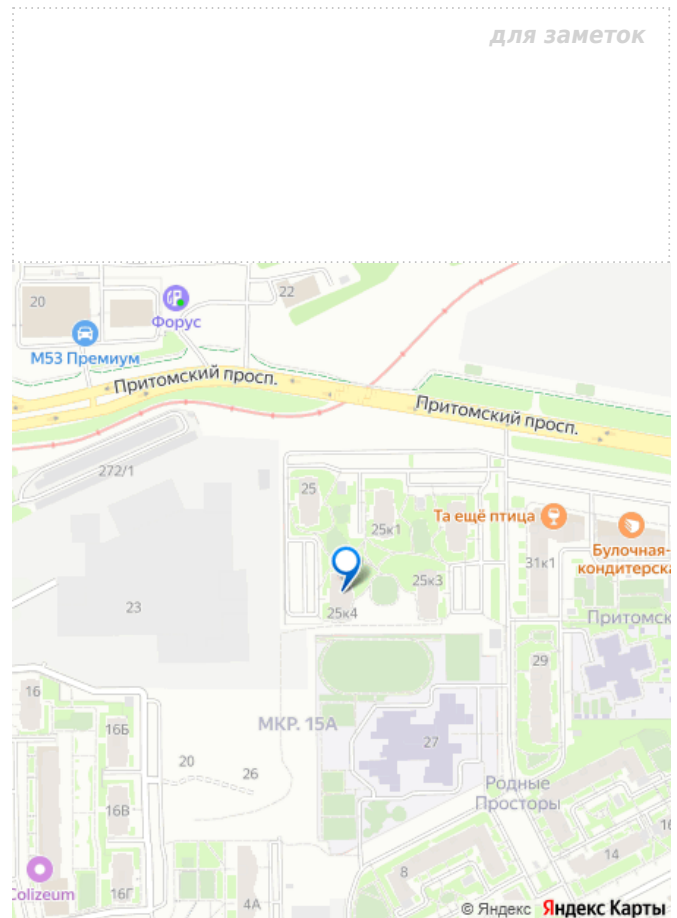 для заметок
20
22
Форус
М53 Премиум
Притомский просп.
Притомский просп.
272/1
25
25к1
Та ещё птица
Булочная-
кондитерска
31к1
25к3
25к4
23
Притомск
29
16
16Б
МКР. 15А
27
20
26
Родные
Просторы
16В
16
14
8
Colizeum
16Г
4А
© Яндекс Яндекс Карты